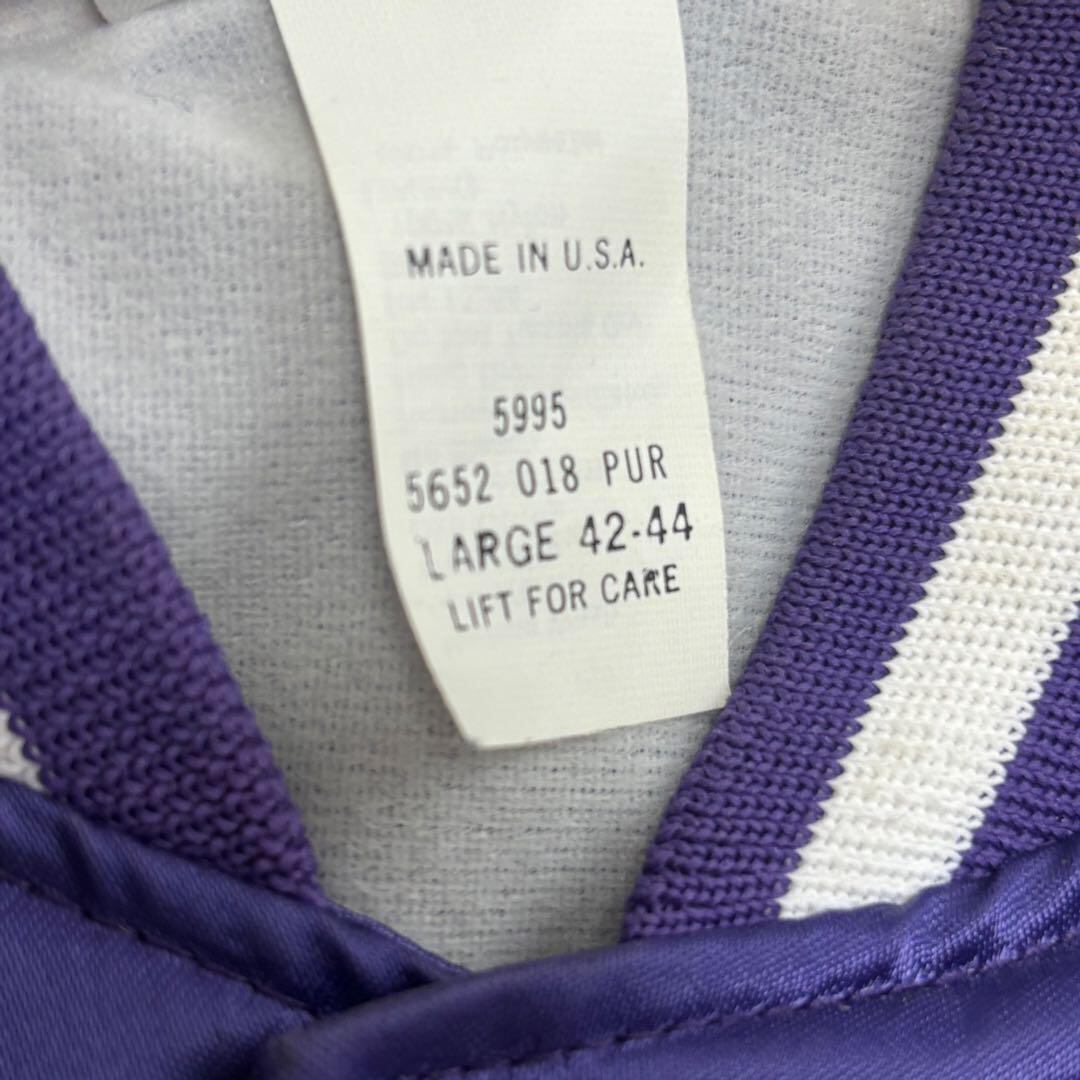 MADE IN U.S.A.
5995
5652 018 PUR
LARGE 42-44
LIFT FOR CARE